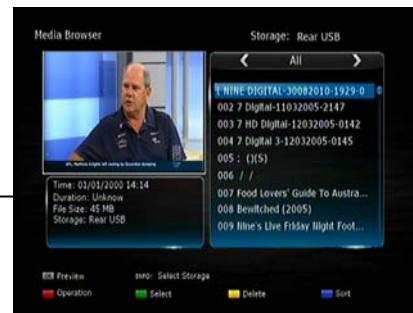 Media Browser
Storage: Rear USB
All
1 NINE DIGITAL-30082010-1929-0
002 7 Digital-11032005-2147
003 7 HD Digital-12032005-0142
004 7 Digital 3-12032005-0145
005 : ()(S)
006 / /
007 Food Lovers' Guide To Austra...
008 Bewitched (2005)
009 Nine's Live Friday Night Foot...
Time: 01/01/2000 14:14
Duration: Unknow
File Size: 45 MB
Storage: Rear USB
Preview
INFO: Select Storage
Operation
Select
Delete
Sort